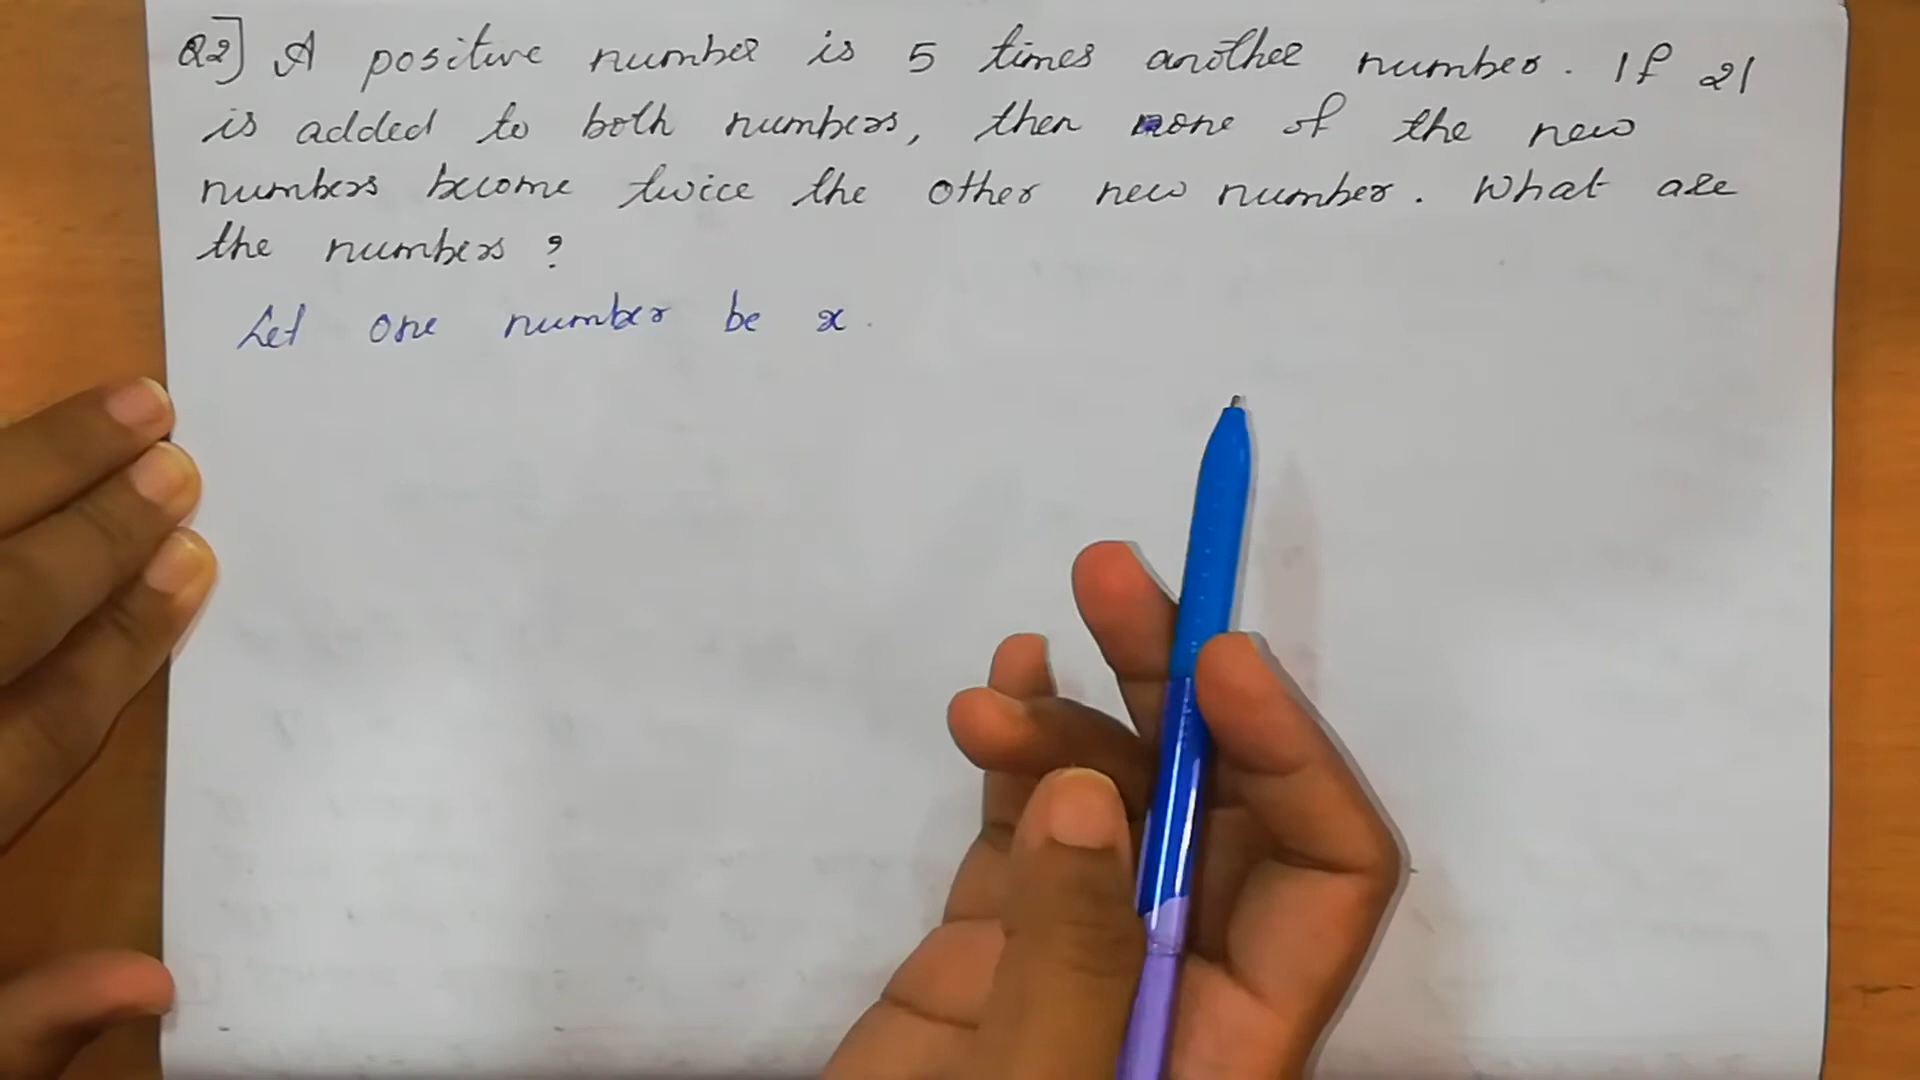 Q2] A positive number is 5 times another number. If 21
is added to both numbers, then one of the new
numbers become twice the other new number. What are
the numbers?
Let one number be x.